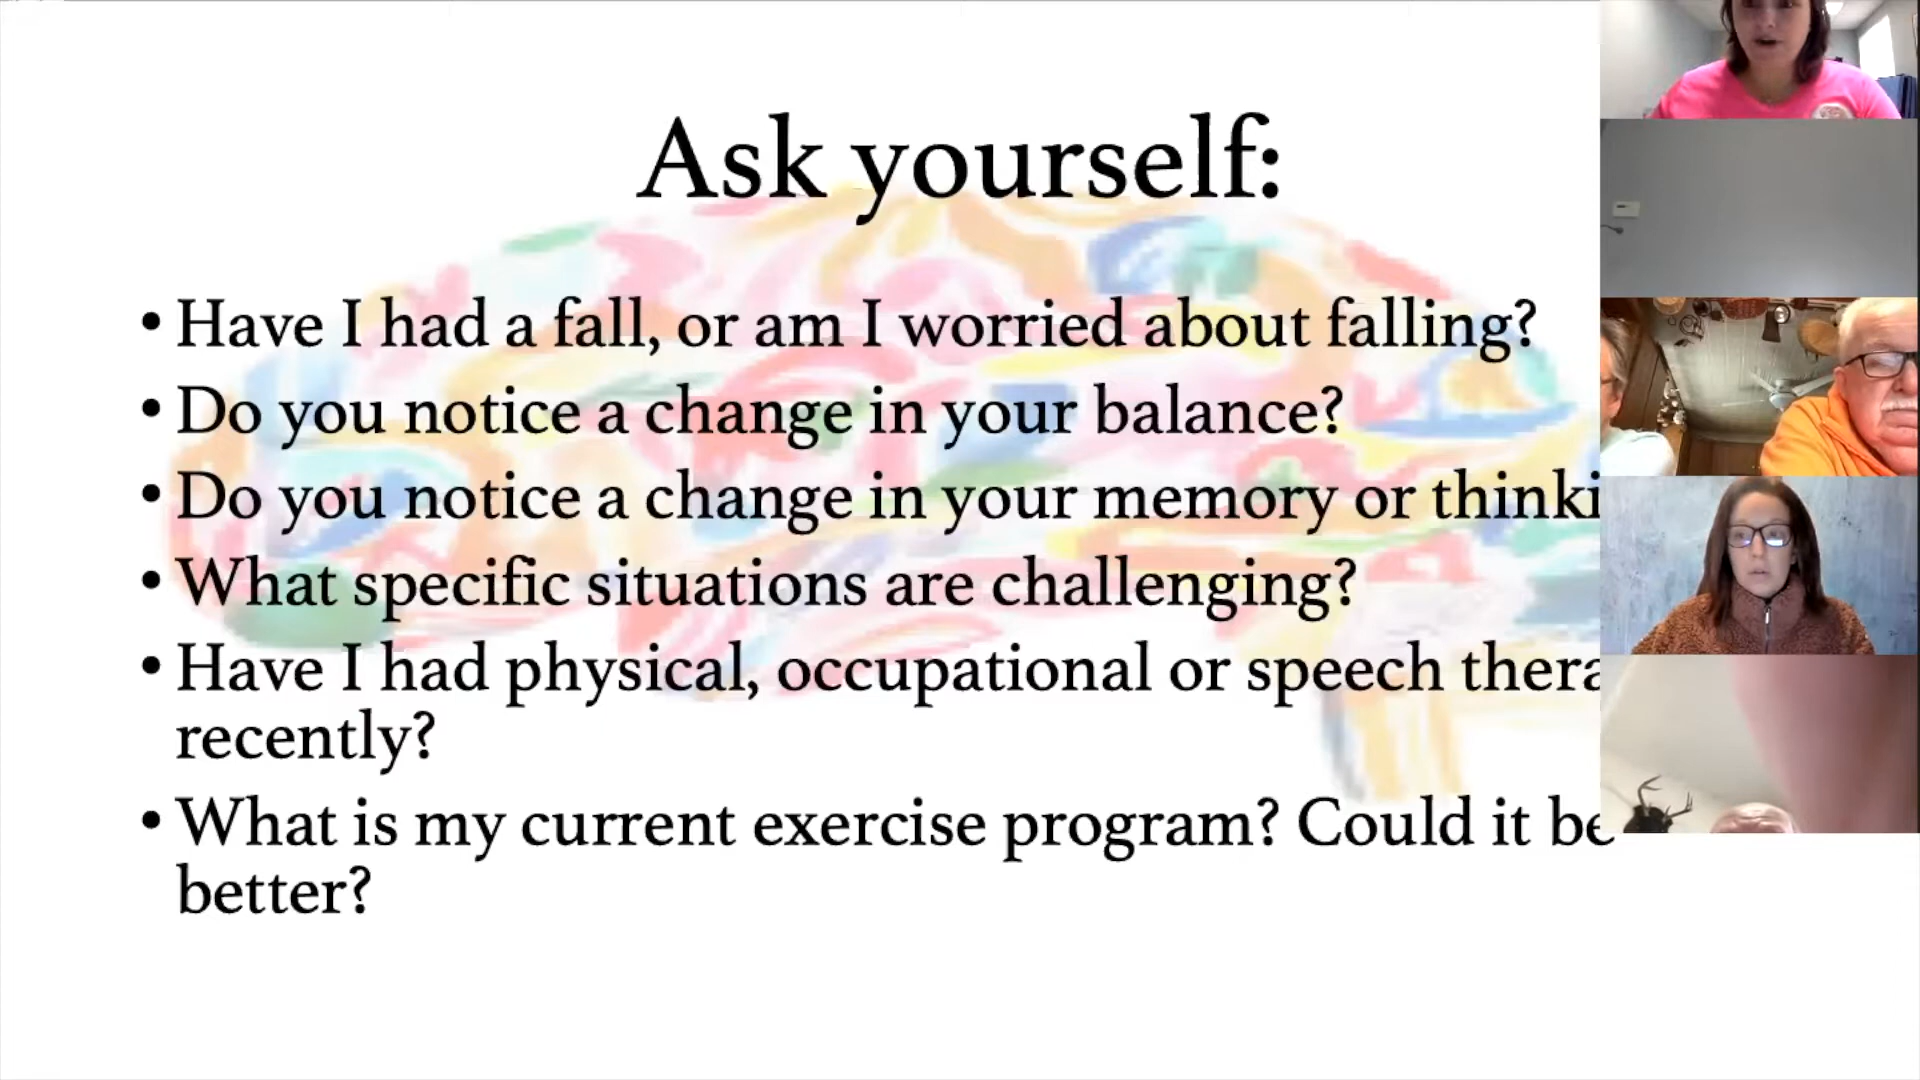 Ask yourself:
• Have I had a fall, or am I worried about falling?
• Do you notice a change in your balance?
• Do you notice a change in your memory or thinki
• What specific situations are challenging?
• Have I had physical, occupational or speech thera
recently?
• What is my current exercise program? Could it be
better?